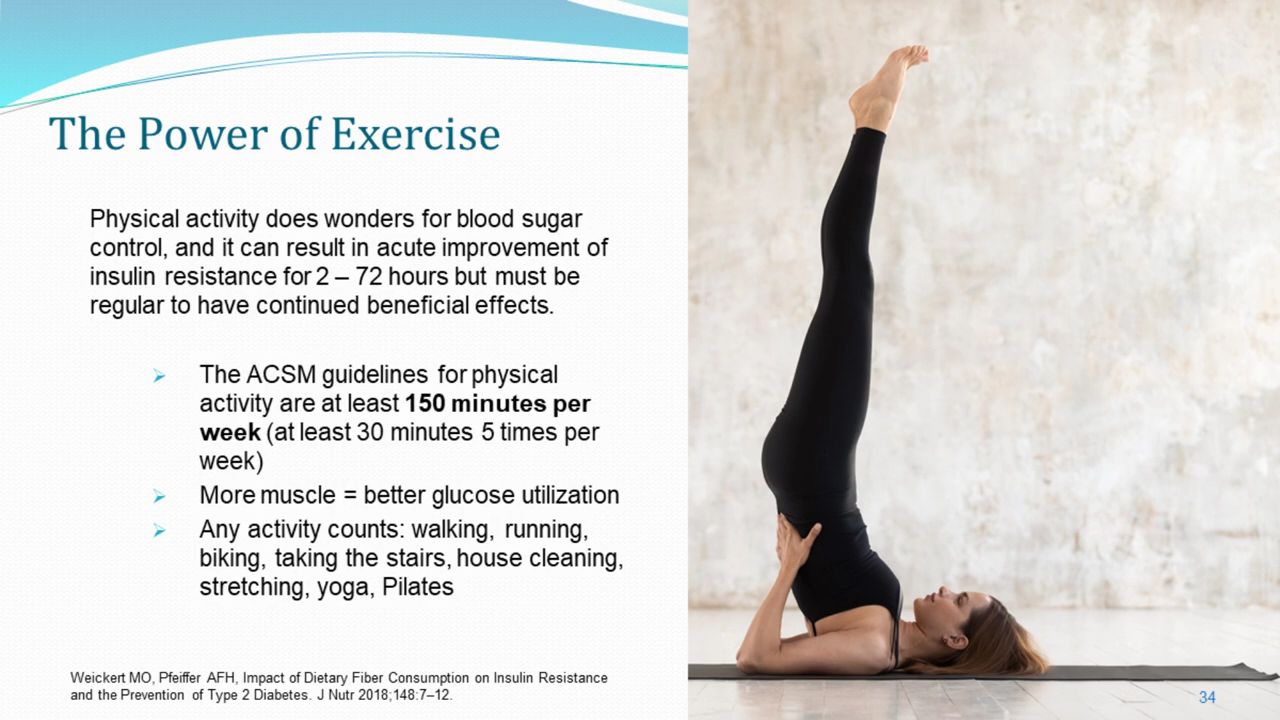 The Power of Exercise
Physical activity does wonders for blood sugar
control, and it can result in acute improvement of
insulin resistance for 2 – 72 hours but must be
regular to have continued beneficial effects.
The ACSM guidelines for physical
activity are at least 150 minutes per
week (at least 30 minutes 5 times per
week)
More muscle = better glucose utilization
Any activity counts: walking, running,
biking, taking the stairs, house cleaning,
stretching, yoga, Pilates
Weickert MO, Pfeiffer AFH, Impact of Dietary Fiber Consumption on Insulin Resistance
and the Prevention of Type 2 Diabetes. J Nutr 2018;148:7–12.
34